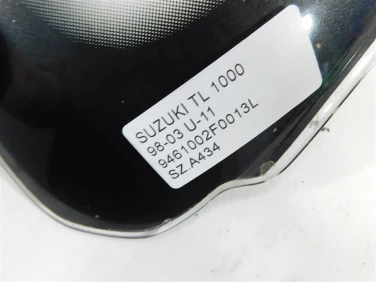 SUZUKI TL 1000
98-03 U-11
9461002F0013L
SZ.A434